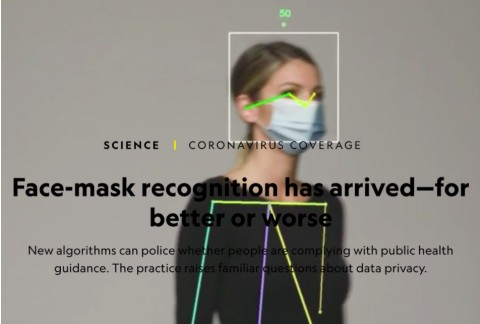 50
SCIENCE | CORONAVIRUS COVERAGE
Face-mask recognition has arrived—for
better or worse
New algorithms can police whether people are complying with public health
guidance. The practice raises familiar questions about data privacy.